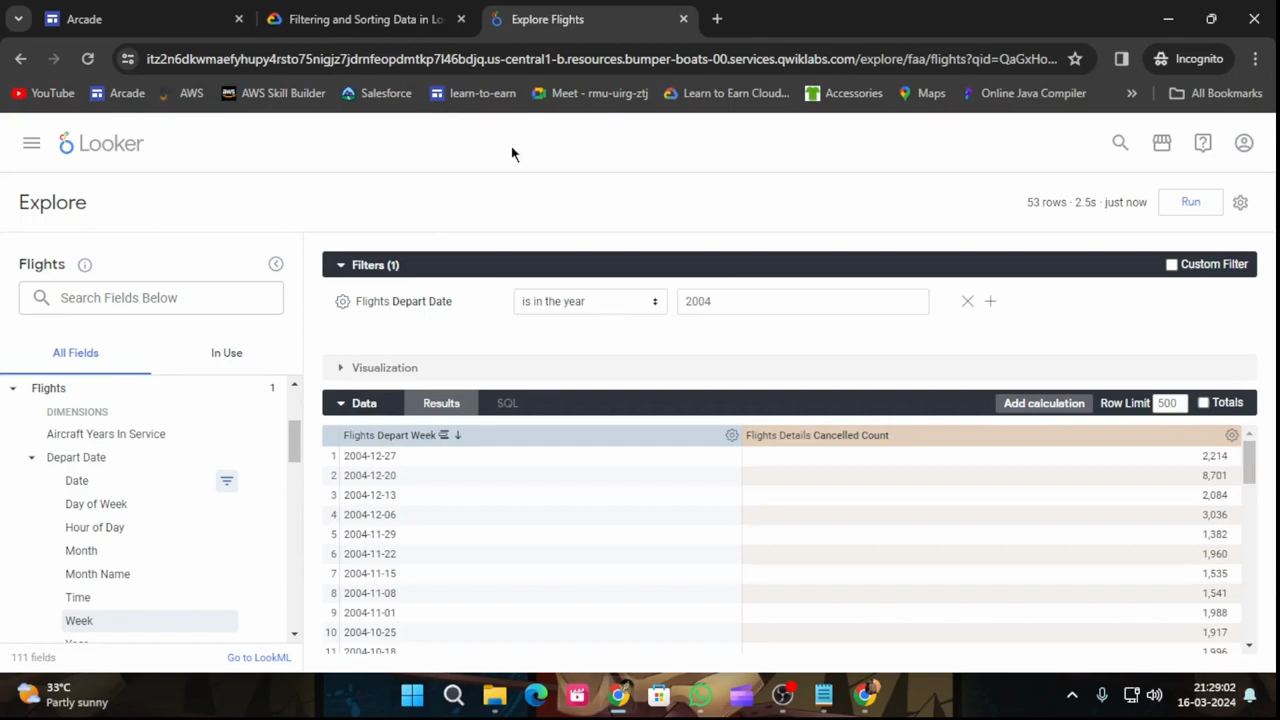 Arcade
Filtering and Sorting Data in Lo
Explore Flights
itz2n6dkwmaefyhupy4rsto75nigjz7jdrnfeopdmtkp7l46bdjq.us-central1-b.resources.bumper-boats-00.services.qwiklabs.com/explore/faa/flights?qid=QaGxHo...
Incognito
YouTube
Arcade
AWS
AWS Skill Builder
Salesforce
learn-to-earn
Meet - rmu-uirg-ztj
Learn to Earn Cloud...
Accessories
Maps
Online Java Compiler
All Bookmarks
Looker
Explore
53 rows · 2.5s · just now
Run
Flights
Search Fields Below
All Fields
In Use
Flights 1
DIMENSIONS
Aircraft Years In Service
Depart Date
Date
Day of Week
Hour of Day
Month
Month Name
Time
Week
111 fields
Go to LookML
Filters (1)
Custom Filter
Flights Depart Date
is in the year
2004
Visualization
Data
Results
SQL
Add calculation
Row Limit 500
Totals
Flights Depart Week
Flights Details Cancelled Count
1 2004-12-27 2,214
2 2004-12-20 8,701
3 2004-12-13 2,084
4 2004-12-06 3,036
5 2004-11-29 1,382
6 2004-11-22 1,960
7 2004-11-15 1,535
8 2004-11-08 1,541
9 2004-11-01 1,988
10 2004-10-25 1,917
11 2004-10-18 1,996
33°C
Partly sunny
21:29:02
16-03-2024